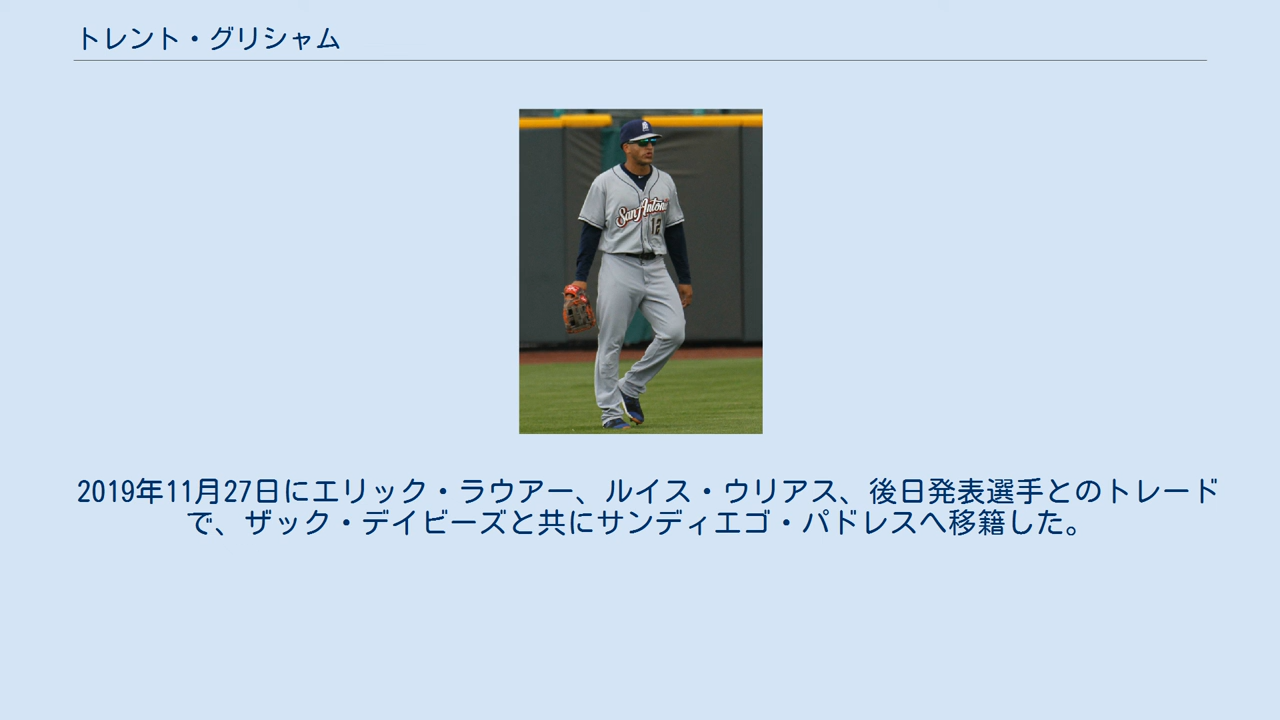 トレント・グリシャム
San Antonio
12
2019年11月27日にエリック・ラウアー、ルイス・ウリアス、後日発表選手とのトレード
で、ザック・デイビーズと共にサンディエゴ・パドレスへ移籍した。